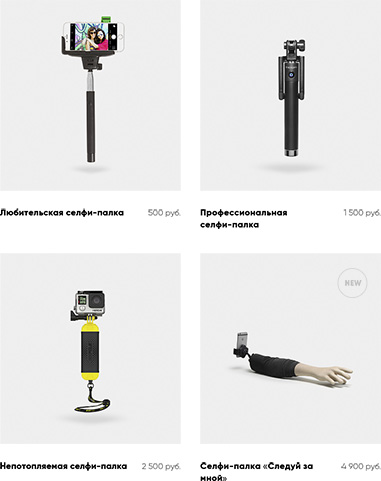 Любительская селфи-палка 500 руб.
Профессиональная 1 500 руб.
селфи-палка
NEW
Непотопляемая селфи-палка 2 500 руб.
Селфи-палка «Следуй за 4 900 руб.
мной»